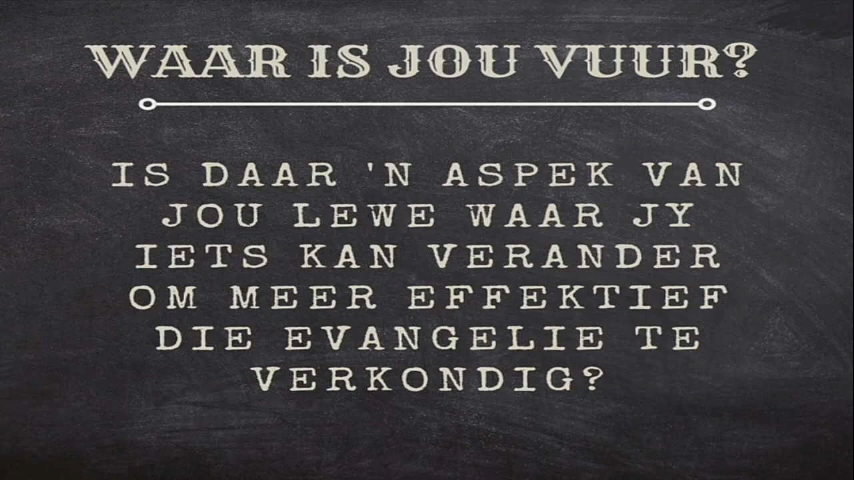 WAAR IS JOU VUUR?
IS DAAR 'N ASPEK VAN
JOU LEWE WAAR JY
IETS KAN VERANDER
OM MEER EFFEKTIEF
DIE EVANGELIE TE
VERKONDIG?